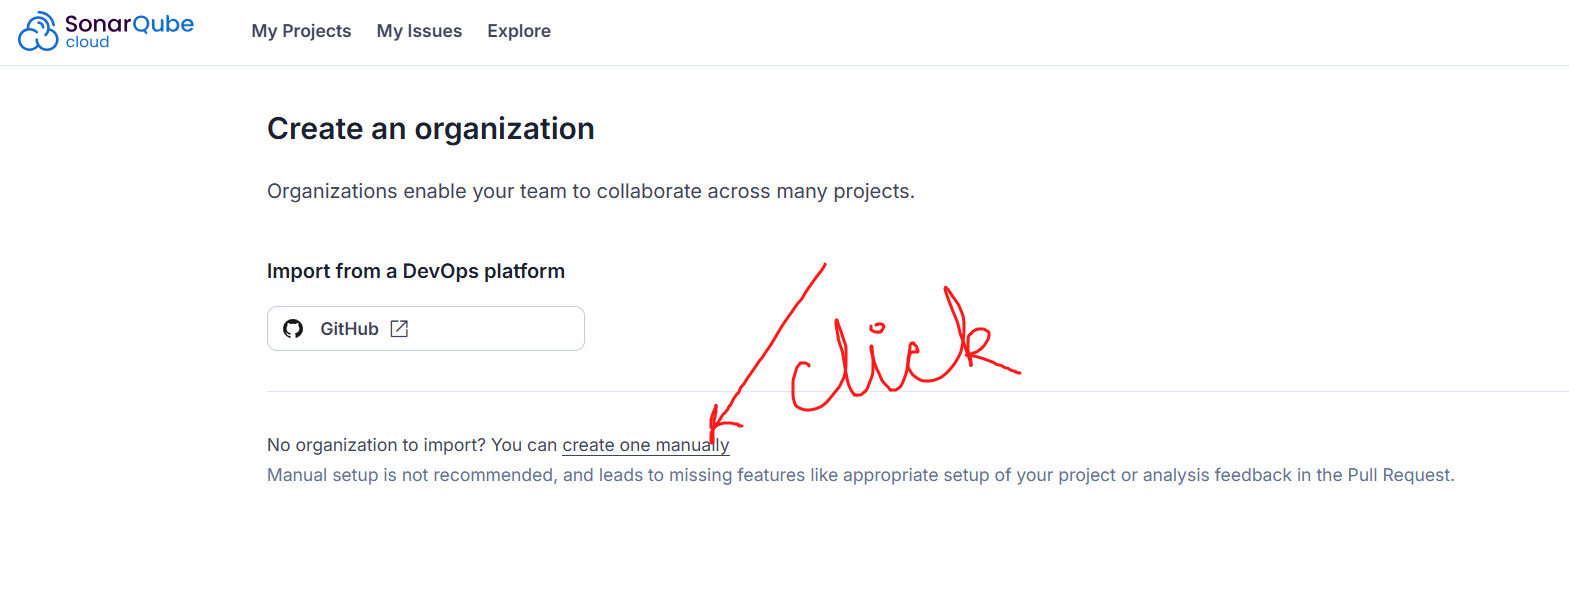 SonarQube cloud
My Projects My Issues Explore
Create an organization
Organizations enable your team to collaborate across many projects.
Import from a DevOps platform
GitHub
click
No organization to import? You can create one manually
Manual setup is not recommended, and leads to missing features like appropriate setup of your project or analysis feedback in the Pull Request.